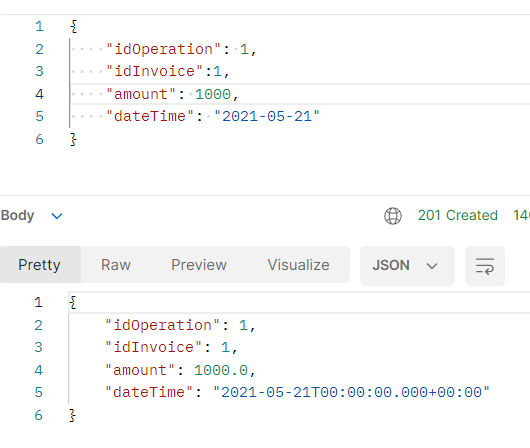 1 {
2 "idOperation": 1,
3 "idInvoice":1,
4 "amount": 1000,
5 "dateTime": "2021-05-21"
6 }
Body 201 Created
Pretty Raw Preview Visualize JSON
1 {
2 "idOperation": 1,
3 "idInvoice": 1,
4 "amount": 1000.0,
5 "dateTime": "2021-05-21T00:00:00.000+00:00"
6 }